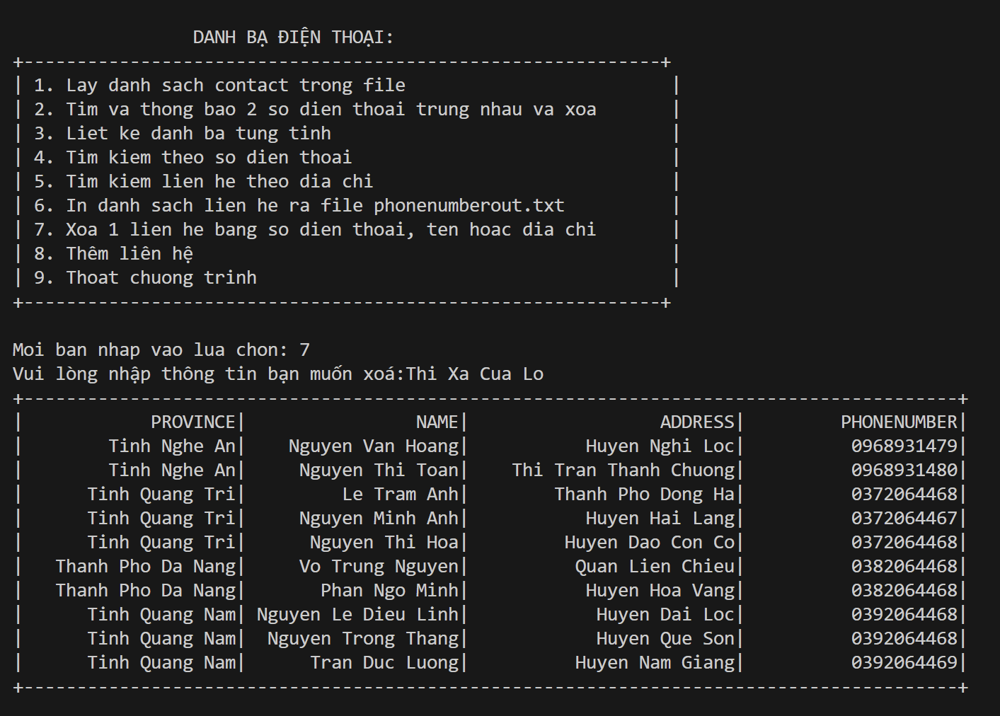 DANH BẠ ĐIỆN THOẠI:
+------------------------------------------------------------+
| 1. Lay danh sach contact trong file                         |
| 2. Tim va thong bao 2 so dien thoai trung nhau va xoa       |
| 3. Liet ke danh ba tung tinh                                |
| 4. Tim kiem theo so dien thoai                              |
| 5. Tim kiem lien he theo dia chi                            |
| 6. In danh sach lien he ra file phonenumberout.txt          |
| 7. Xoa 1 lien he bang so dien thoai, ten hoac dia chi       |
| 8. Thêm liên hệ                                             |
| 9. Thoat chuong trinh                                       |
+------------------------------------------------------------+
Moi ban nhap vao lua chon: 7
Vui lòng nhập thông tin bạn muốn xoá:Thi Xa Cua Lo
+----------------------------------------------------------------------------------------+
|            PROVINCE|                NAME|                  ADDRESS|         PHONENUMBER|
|        Tinh Nghe An|    Nguyen Van Hoang|           Huyen Nghi Loc|          0968931479|
|        Tinh Nghe An|     Nguyen Thi Toan|    Thi Tran Thanh Chuong|          0968931480|
|      Tinh Quang Tri|         Le Tram Anh|        Thanh Pho Dong Ha|          0372064468|
|      Tinh Quang Tri|     Nguyen Minh Anh|           Huyen Hai Lang|          0372064467|
|      Tinh Quang Tri|      Nguyen Thi Hoa|         Huyen Dao Con Co|          0372064468|
|   Thanh Pho Da Nang|     Vo Trung Nguyen|          Quan Lien Chieu|          0382064468|
|   Thanh Pho Da Nang|       Phan Ngo Minh|           Huyen Hoa Vang|          0382064468|
|      Tinh Quang Nam| Nguyen Le Dieu Linh|            Huyen Dai Loc|          0392064468|
|      Tinh Quang Nam|  Nguyen Trong Thang|            Huyen Que Son|          0392064468|
|      Tinh Quang Nam|      Tran Duc Luong|          Huyen Nam Giang|          0392064469|
+----------------------------------------------------------------------------------------+